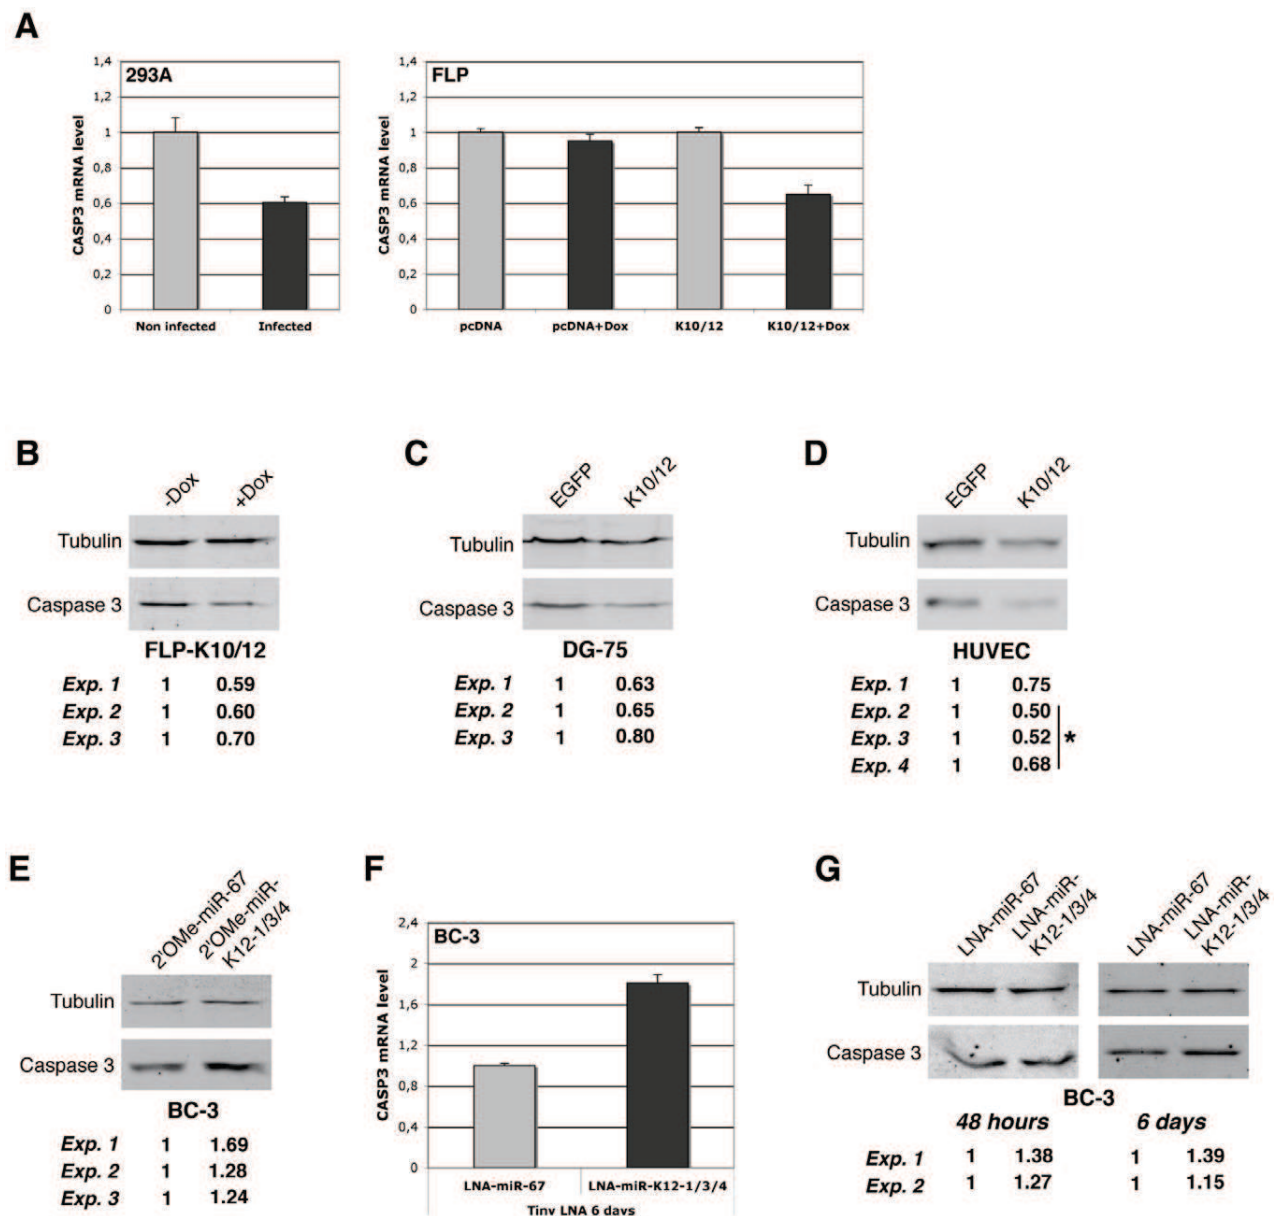 A
293A
CASP3 mRNA level
1,4
1,2
1
0,8
0,6
0,4
0,2
0
Non infected Infected
FLP
CASP3 mRNA level
1,4
1,2
1
0,8
0,6
0,4
0,2
0
pcDNA pcDNA+Dox K10/12 K10/12+Dox
B
-Dox +Dox
Tubulin
Caspase 3
FLP-K10/12
Exp. 1 1 0.59
Exp. 2 1 0.60
Exp. 3 1 0.70
C
EGFP K10/12
Tubulin
Caspase 3
DG-75
Exp. 1 1 0.63
Exp. 2 1 0.65
Exp. 3 1 0.80
D
EGFP K10/12
Tubulin
Caspase 3
HUVEC
Exp. 1 1 0.75
Exp. 2 1 0.50
Exp. 3 1 0.52 *
Exp. 4 1 0.68
E
2'OMe-miR-67
2'OMe-miR-
K12-1/3/4
Tubulin
Caspase 3
BC-3
Exp. 1 1 1.69
Exp. 2 1 1.28
Exp. 3 1 1.24
F
BC-3
CASP3 mRNA level
2,4
2
1,6
1,2
0,8
0,4
0
LNA-miR-67 LNA-miR-K12-1/3/4
Tiny LNA 6 days
G
LNA-miR-67
LNA-miR-
K12-1/3/4
LNA-miR-67
LNA-miR-
K12-1/3/4
Tubulin
Caspase 3
BC-3
48 hours 6 days
Exp. 1 1 1.38 1 1.39
Exp. 2 1 1.27 1 1.15